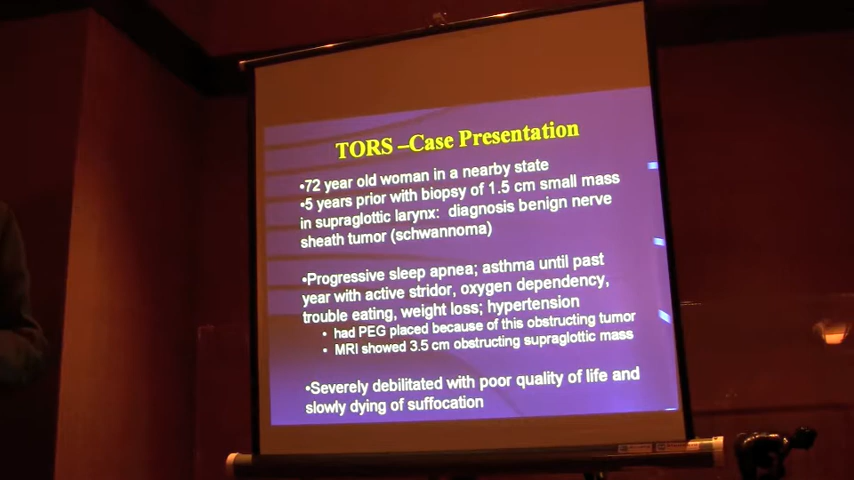 TORS –Case Presentation
•72 year old woman in a nearby state
•5 years prior with biopsy of 1.5 cm small mass
in supraglottic larynx: diagnosis benign nerve
sheath tumor (schwannoma)
•Progressive sleep apnea; asthma until past
year with active stridor, oxygen dependency,
trouble eating, weight loss; hypertension
• had PEG placed because of this obstructing tumor
• MRI showed 3.5 cm obstructing supraglottic mass
•Severely debilitated with poor quality of life and
slowly dying of suffocation